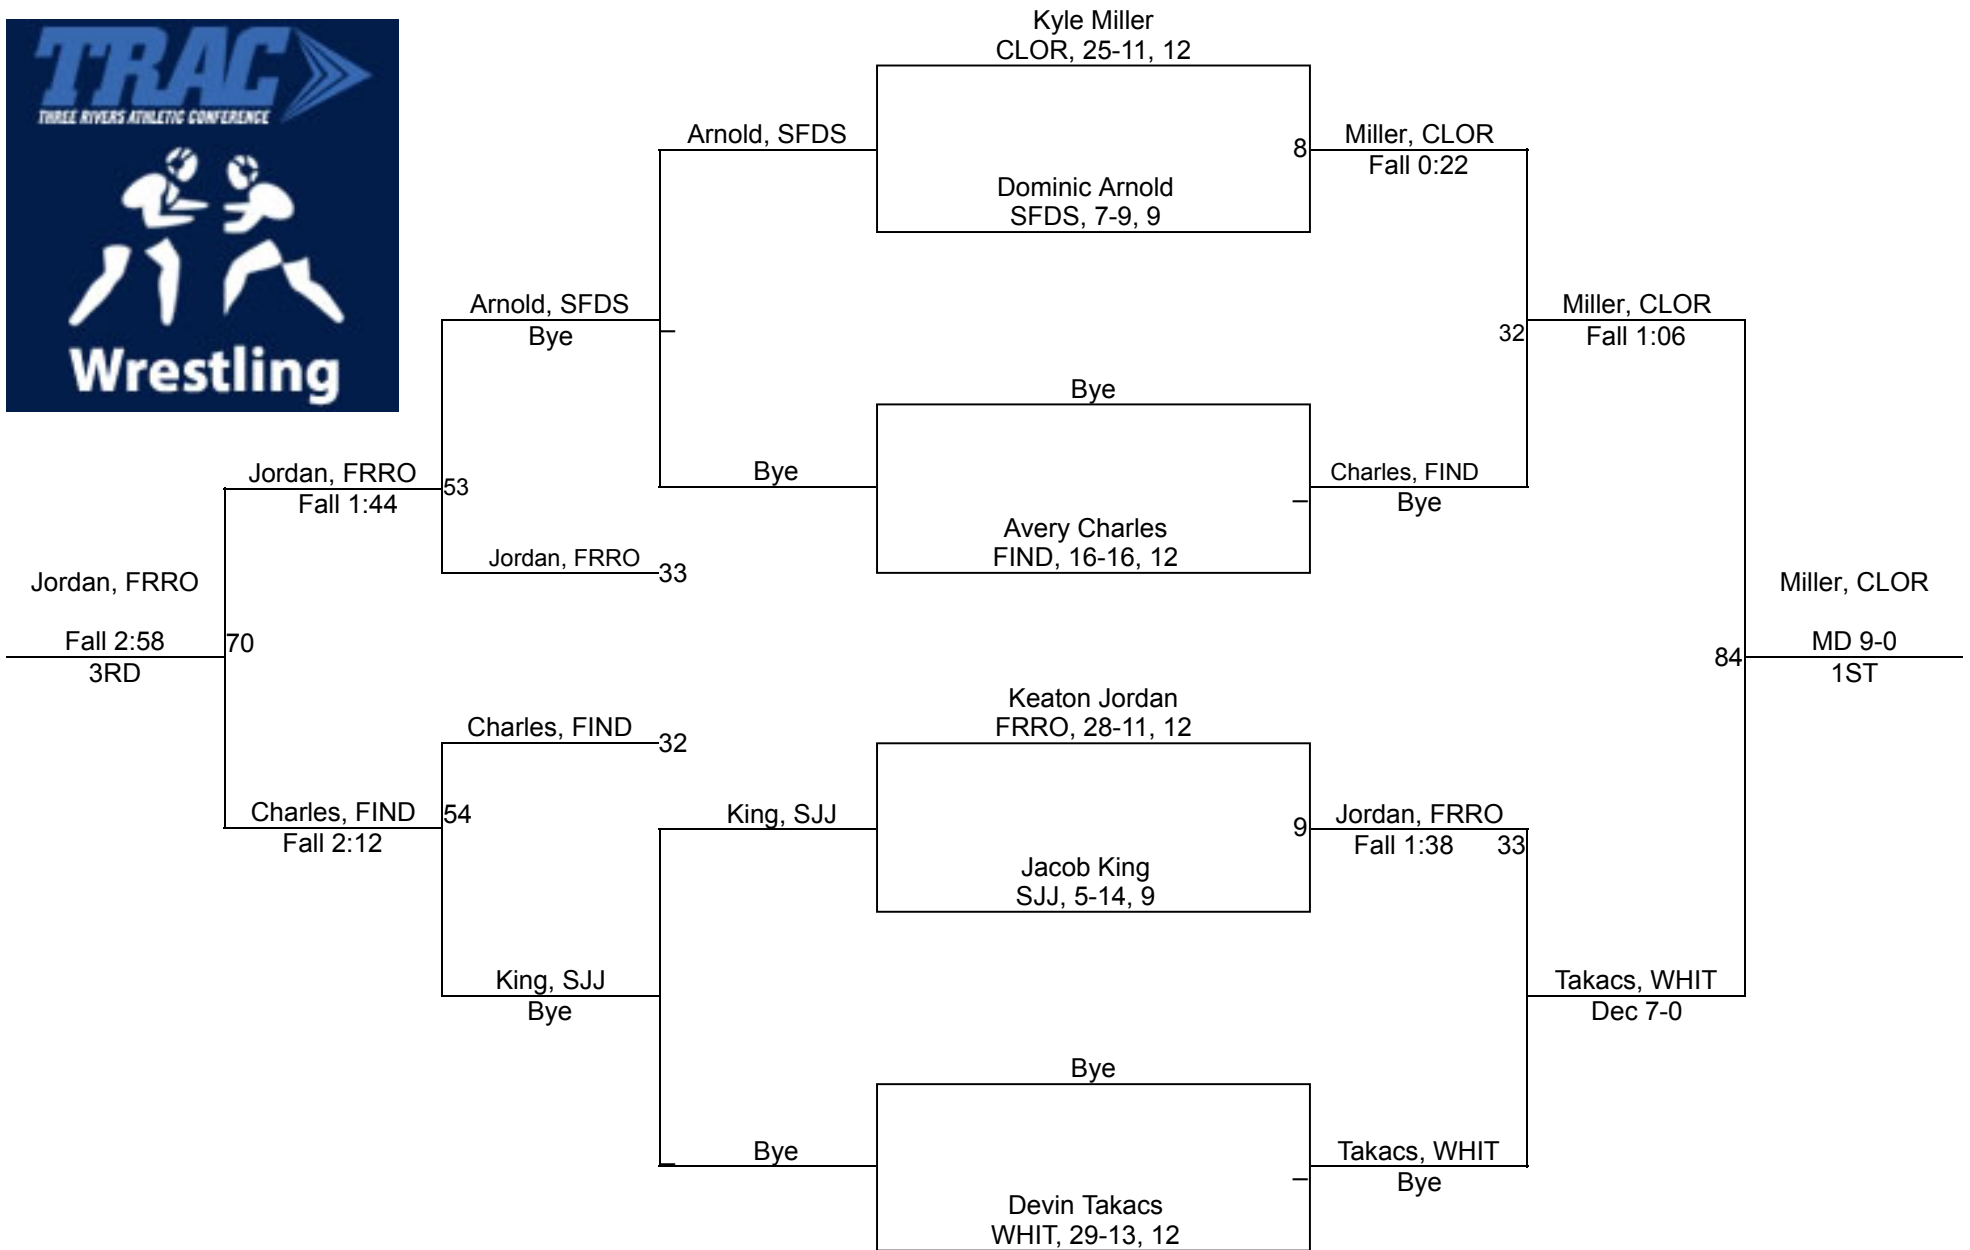 TRAC
THREE RIVERS ATHLETIC CONFERENCE
Wrestling
Kyle Miller
CLOR, 25-11, 12
Arnold, SFDS
8
Miller, CLOR
Fall 0:22
Dominic Arnold
SFDS, 7-9, 9
Arnold, SFDS
Bye
32
Miller, CLOR
Fall 1:06
Bye
Jordan, FRRO
Fall 1:44
53
Bye
Charles, FIND
Bye
Avery Charles
FIND, 16-16, 12
Jordan, FRRO
33
Jordan, FRRO
Fall 2:58
3RD
70
Miller, CLOR
84
MD 9-0
1ST
Keaton Jordan
FRRO, 28-11, 12
Charles, FIND
32
Charles, FIND
Fall 2:12
54
King, SJJ
9
Jordan, FRRO
Fall 1:38
33
Jacob King
SJJ, 5-14, 9
King, SJJ
Bye
Takacs, WHIT
Dec 7-0
Bye
Bye
Takacs, WHIT
Bye
Devin Takacs
WHIT, 29-13, 12